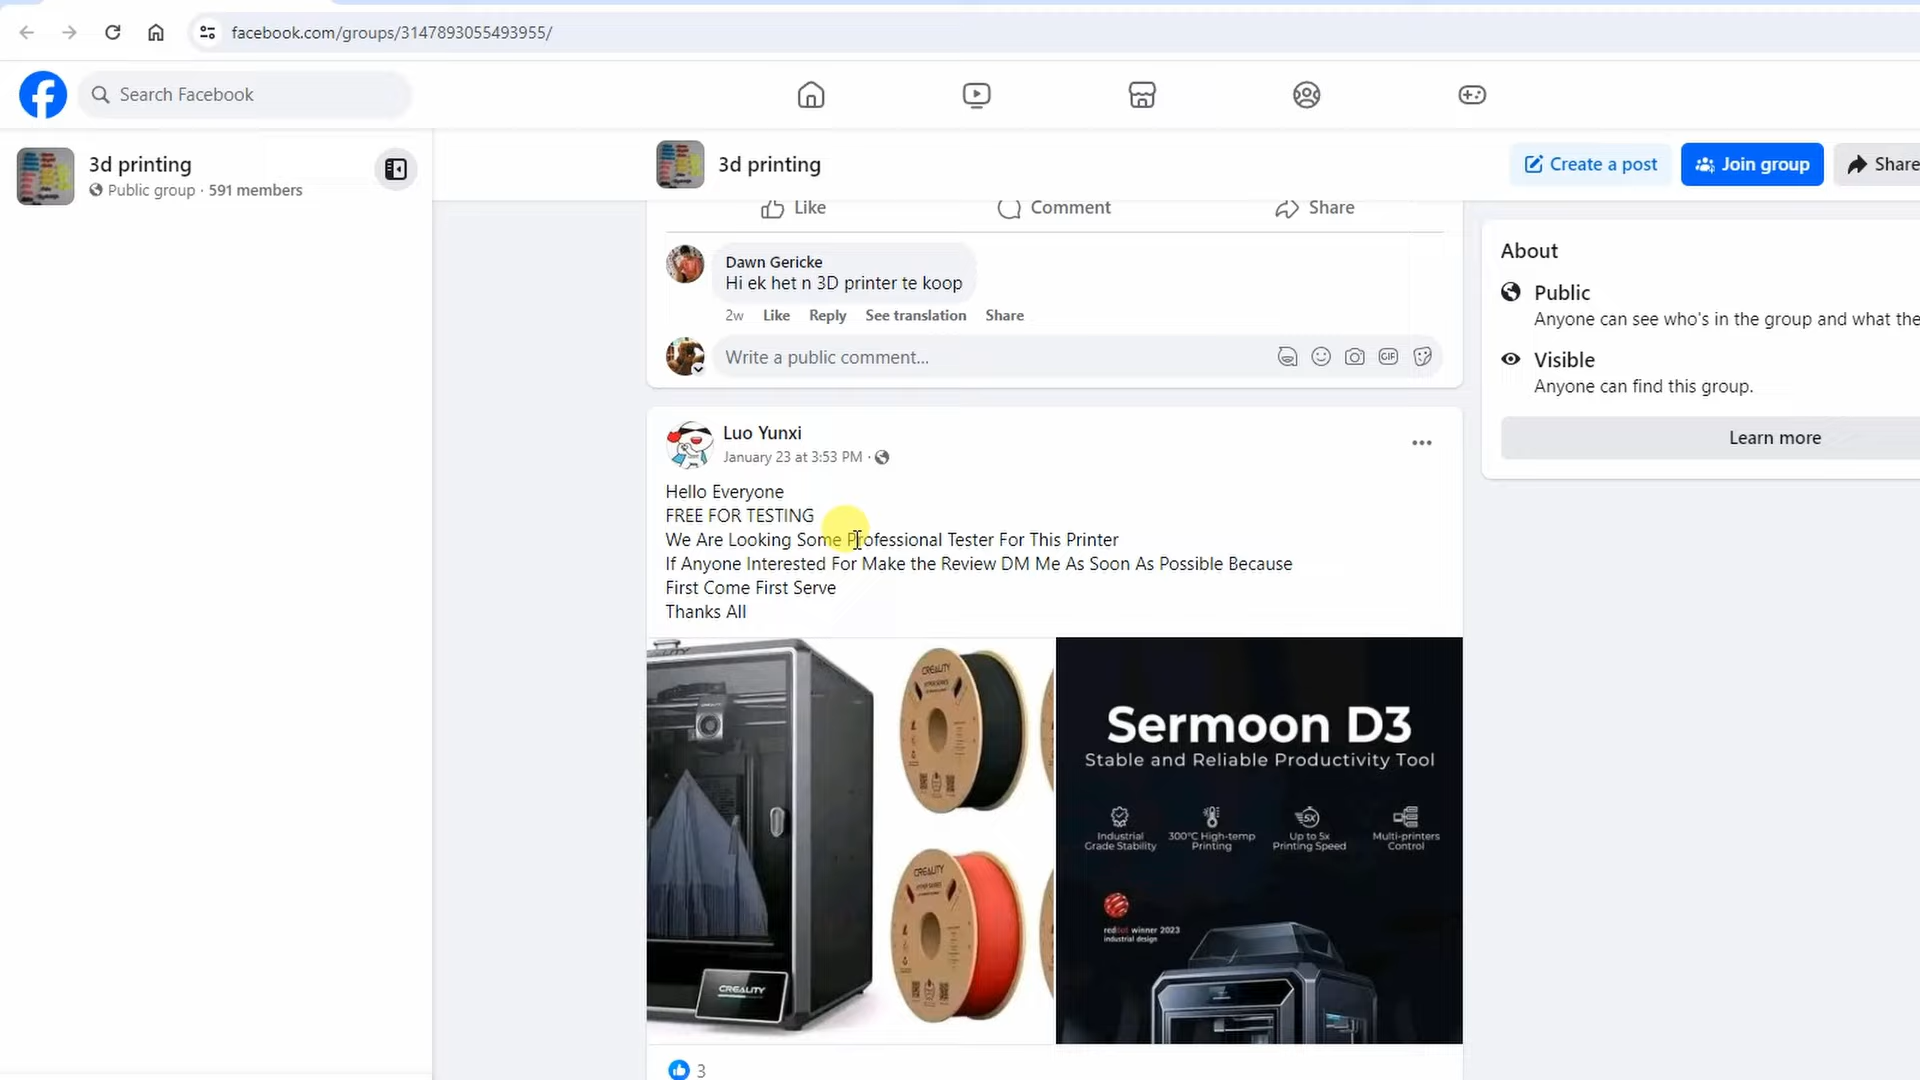 facebook.com/groups/3147893055493955/
Search Facebook
3d printing
Public group · 591 members
3d printing
Create a post
Join group
Share
Like
Comment
Share
Dawn Gericke
Hi ek het n 3D printer te koop
2w Like Reply See translation Share
Write a public comment...
GIF
Luo Yunxi
January 23 at 3:53 PM ·
Hello Everyone
FREE FOR TESTING
We Are Looking Some Professional Tester For This Printer
If Anyone Interested For Make the Review DM Me As Soon As Possible Because
First Come First Serve
Thanks All
CREALITY
CREALITY
CREALITY
Sermoon D3
Stable and Reliable Productivity Tool
Industrial
Grade Stability
300°C High-temp
Printing
5X
Up to 5x
Printing Speed
Multi-printers
Control
reddot winner 2023
industrial design
3
About
Public
Anyone can see who's in the group and what the
Visible
Anyone can find this group.
Learn more